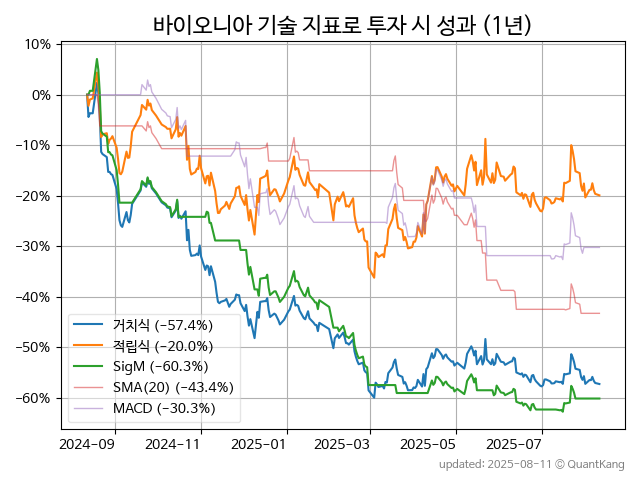 바이오니아 기술 지표로 투자 시 성과 (1년)
10%
0%
−10%
−20%
−30%
−40%
−50%
−60%
거치식 (−57.4%)
적립식 (−20.0%)
SigM (−60.3%)
SMA(20) (−43.4%)
MACD (−30.3%)
2024-09 2024-11 2025-01 2025-03 2025-05 2025-07
updated: 2025-08-11 © QuantKang